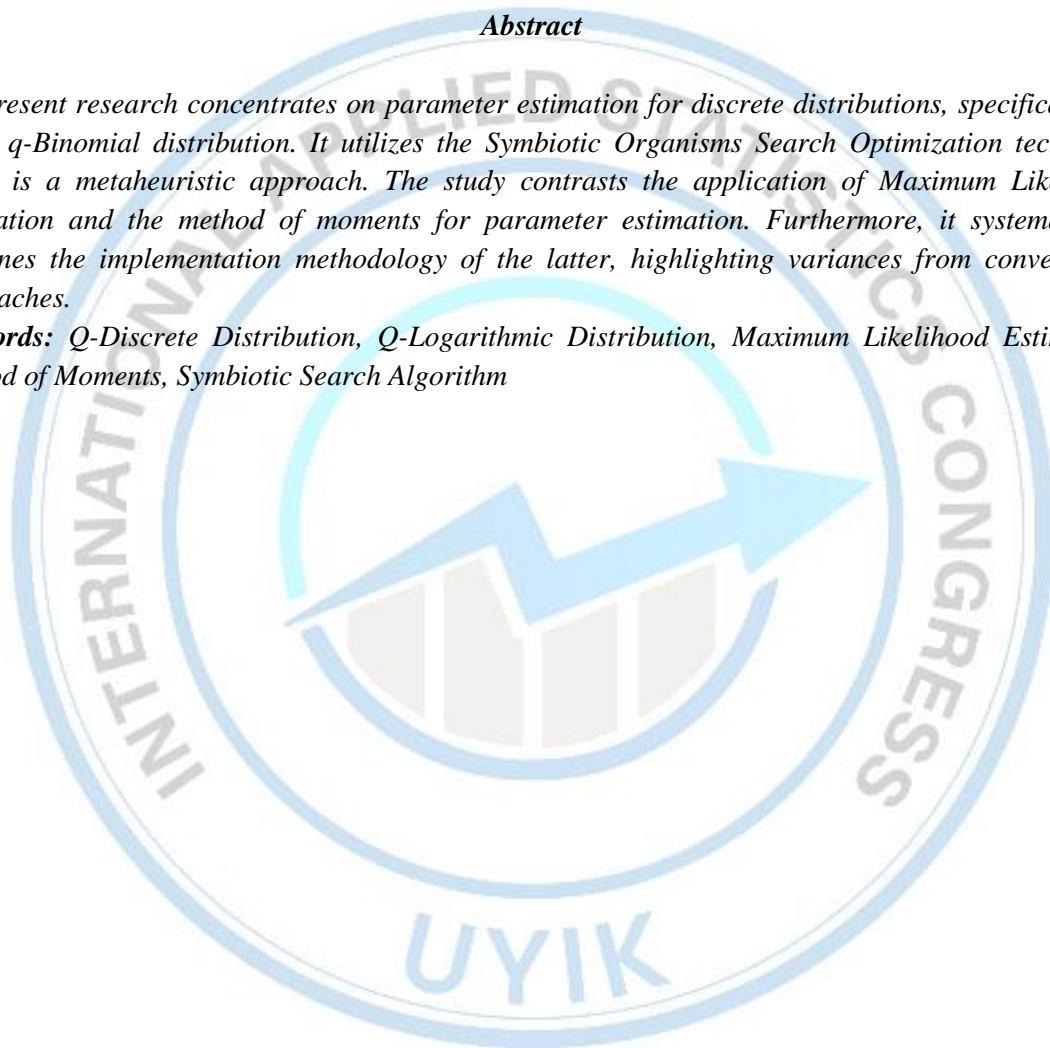 Abstract
resent research concentrates on parameter estimation for discrete distributions, specifica
q-Binomial distribution. It utilizes the Symbiotic Organisms Search Optimization tec
is a metaheuristic approach. The study contrasts the application of Maximum Lik
ation and the method of moments for parameter estimation. Furthermore, it system
nes the implementation methodology of the latter, highlighting variances from conve
aches.
ords: Q-Discrete Distribution, Q-Logarithmic Distribution, Maximum Likelihood Esti
od of Moments, Symbiotic Search Algorithm
INTERNATIONAL APPLIED STATISTICS CONGRESS
UYIK